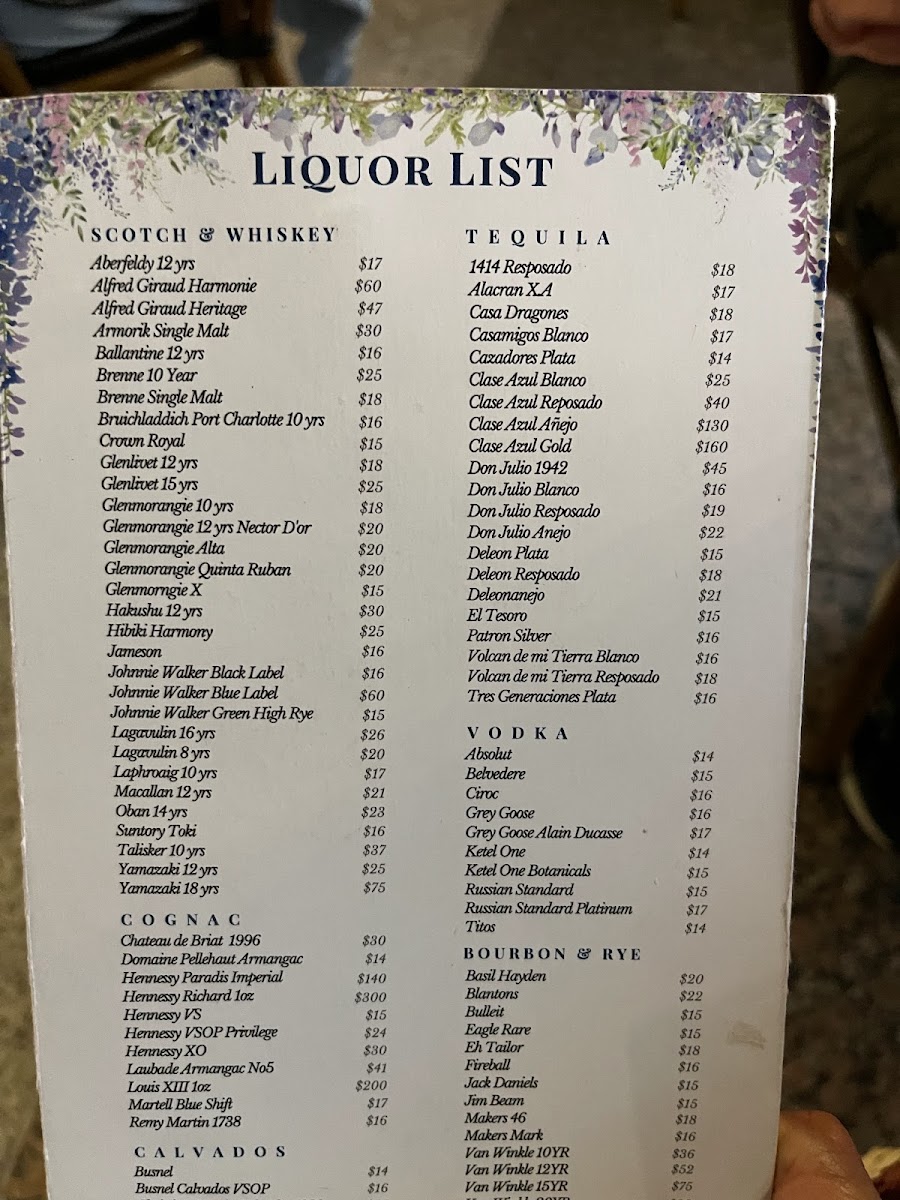 LIQUOR LIST
SCOTCH & WHISKEY
Aberfeldy 12 yrs $17
Alfred Giraud Harmonie $60
Alfred Giraud Heritage $47
Armorik Single Malt $30
Ballantine 12 yrs $16
Brenne 10 Year $25
Brenne Single Malt $18
Bruichladdich Port Charlotte 10 yrs $16
Crown Royal $15
Glenlivet 12 yrs $18
Glenlivet 15 yrs $25
Glenmorangie 10 yrs $18
Glenmorangie 12 yrs Nector D'or $20
Glenmorangie Alta $20
Glenmorangie Quinta Ruban $20
Glenmorngie X $15
Hakushu 12 yrs $30
Hibiki Harmony $25
Jameson $16
Johnnie Walker Black Label $16
Johnnie Walker Blue Label $60
Johnnie Walker Green High Rye $15
Lagavulin 16 yrs $26
Lagavulin 8 yrs $20
Laphroaig 10 yrs $17
Macallan 12 yrs $21
Oban 14 yrs $23
Suntory Toki $16
Talisker 10 yrs $37
Yamazaki 12 yrs $25
Yamazaki 18 yrs $75
COGNAC
Chateau de Briat 1996 $30
Domaine Pellehaut Armangac $14
Hennessy Paradis Imperial $140
Hennessy Richard 1oz $300
Hennessy VS $15
Hennessy VSOP Privilege $24
Hennessy XO $30
Laubade Armangac No5 $41
Louis XIII 1oz $200
Martell Blue Shift $17
Remy Martin 1738 $16
CALVADOS
Busnel $14
Busnel Calvados VSOP $16
TEQUILA
1414 Resposado $18
Alacran X.A $17
Casa Dragones $18
Casamigos Blanco $17
Cazadores Plata $14
Clase Azul Blanco $25
Clase Azul Reposado $40
Clase Azul Añejo $130
Clase Azul Gold $160
Don Julio 1942 $45
Don Julio Blanco $16
Don Julio Resposado $19
Don Julio Anejo $22
Deleon Plata $15
Deleon Resposado $18
Deleonanejo $21
El Tesoro $15
Patron Silver $16
Volcan de mi Tierra Blanco $16
Volcan de mi Tierra Resposado $18
Tres Generaciones Plata $16
VODKA
Absolut $14
Belvedere $15
Ciroc $16
Grey Goose $16
Grey Goose Alain Ducasse $17
Ketel One $14
Ketel One Botanicals $15
Russian Standard $15
Russian Standard Platinum $17
Titos $14
BOURBON & RYE
Basil Hayden $20
Blantons $22
Bulleit $15
Eagle Rare $15
Eh Tailor $18
Fireball $16
Jack Daniels $15
Jim Beam $15
Makers 46 $18
Makers Mark $16
Van Winkle 10YR $36
Van Winkle 12YR $52
Van Winkle 15YR $75